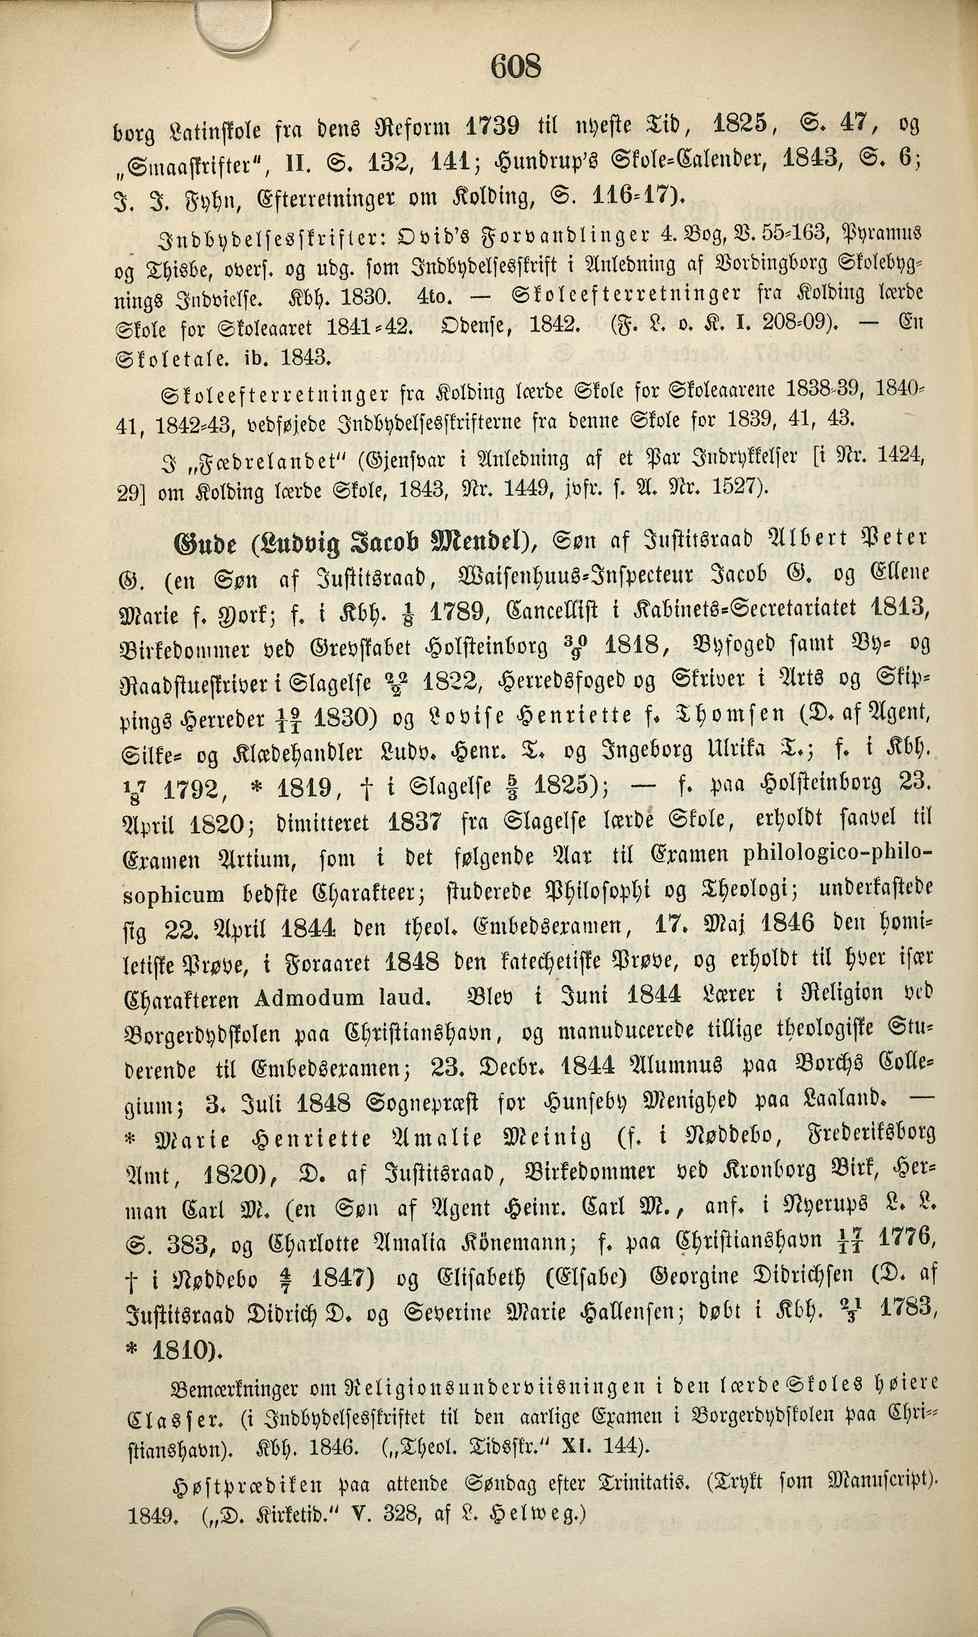 608
borg Latinskole fra dens Reform 1739 til nyeste Tid, 1825, S. 47, og
„Smaaskrifter“, II. S. 132, 141; Hundrup's Skole-Calender, 1843, S. 6;
J. J. Fyhn, Efterretninger om Kolding, S. 116-17).
Indbydelsesskrifter: Ovid's Forvandlinger 4. Bog, V. 55-163, Pyramus
og Thisbe, overs. og udg. som Indbydelsesskrift i Anledning af Vordingborg Skolebyg-
nings Indvielse. Kbh. 1830. 4to. — Skoleefterretninger fra Kolding lærde
Skole for Skoleaaret 1841-42. Odense, 1842. (F. L. o. K. I. 208-09). — En
Skoletale. ib. 1843.
Skoleefterretninger fra Kolding lærde Skole for Skoleaarene 1838-39, 1840-
41, 1842-43, vedføjede Indbydelsesskrifterne fra denne Skole for 1839, 41, 43.
I „Fædrelandet“ (Gjensvar i Anledning af et Par Indrykkelser [i Nr. 1424,
29] om Kolding lærde Skole, 1843, Nr. 1449, jvfr. s. A. Nr. 1527).
Gude (Ludvig Jacob Mendel), Søn af Justitsraad Albert Peter
G. (en Søn af Justitsraad, Waisenhuus-Inspecteur Jacob G. og Ellene
Marie f. York; f. i Kbh. 1/8 1789, Cancellist i Kabinets-Secretariatet 1813,
Birkedommer ved Grevskabet Holsteinborg 30/9 1818, Byfoged samt By- og
Raadstueskriver i Slagelse 22/5 1822, Herredsfoged og Skriver i Arts og Skip-
pings Herreder 19/11 1830) og Lovise Henriette f. Thomsen (D. af Agent,
Silke- og Klædehandler Ludv. Henr. T. og Ingeborg Ulrika T.; f. i Kbh.
17/8 1792, * 1819, † i Slagelse 5/3 1825); — f. paa Holsteinborg 23.
April 1820; dimitteret 1837 fra Slagelse lærde Skole, erholdt saavel til
Examen Artium, som i det følgende Aar til Examen philologico-philo-
sophicum bedste Charakteer; studerede Philosophi og Theologi; underkastede
sig 22. April 1844 den theol. Embedsexamen, 17. Maj 1846 den homi-
letiske Prøve, i Foraaret 1848 den katechetiske Prøve, og erholdt til hver især
Charakteren Admodum laud. Blev i Juni 1844 Lærer i Religion ved
Borgerdydskolen paa Christianshavn, og manuducerede tillige theologiske Stu-
derende til Embedsexamen; 23. Decbr. 1844 Alumnus paa Borchs Colle-
gium; 3. Juli 1848 Sognepræst for Hunseby Menighed paa Laaland. —
* Marie Henriette Amalie Meinig (f. i Nøddebo, Frederiksborg
Amt, 1820), D. af Justitsraad, Birkedommer ved Kronborg Birk, Her-
man Carl M. (en Søn af Agent Heinr. Carl M., anf. i Nyerups L. L.
S. 383, og Charlotte Amalia Könemann; f. paa Christianshavn 17/11 1776,
† i Nøddebo 4/7 1847) og Elisabeth (Elsabe) Georgine Didrichsen (D. af
Justitsraad Didrich D. og Severine Marie Hallensen; døbt i Kbh. 21/3 1783,
* 1810).
Bemærkninger om Religionsunderviisningen i den lærde Skoles høiere
Classer. (i Indbydelsesskriftet til den aarlige Examen i Borgerdydskolen paa Chri-
stianshavn). Kbh. 1846. („Theol. Tidsskr.“ XI. 144).
Høstprædiken paa attende Søndag efter Trinitatis. (Trykt som Manuscript).
1849. („D. Kirketid.“ V. 328, af L. Helweg.)